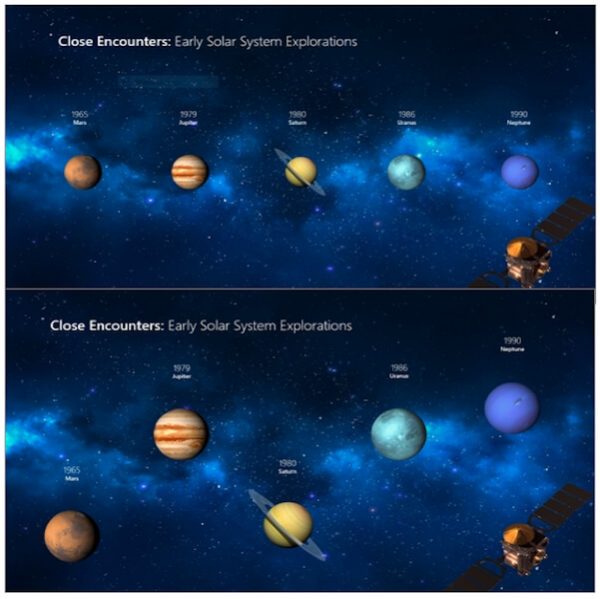 Close Encounters: Early Solar System Explorations
1965
Mars
1979
Jupiter
1980
Saturn
1986
Uranus
1990
Neptune
Close Encounters: Early Solar System Explorations
1990
Neptune
1979
Jupiter
1986
Uranus
1980
Saturn
1965
Mars